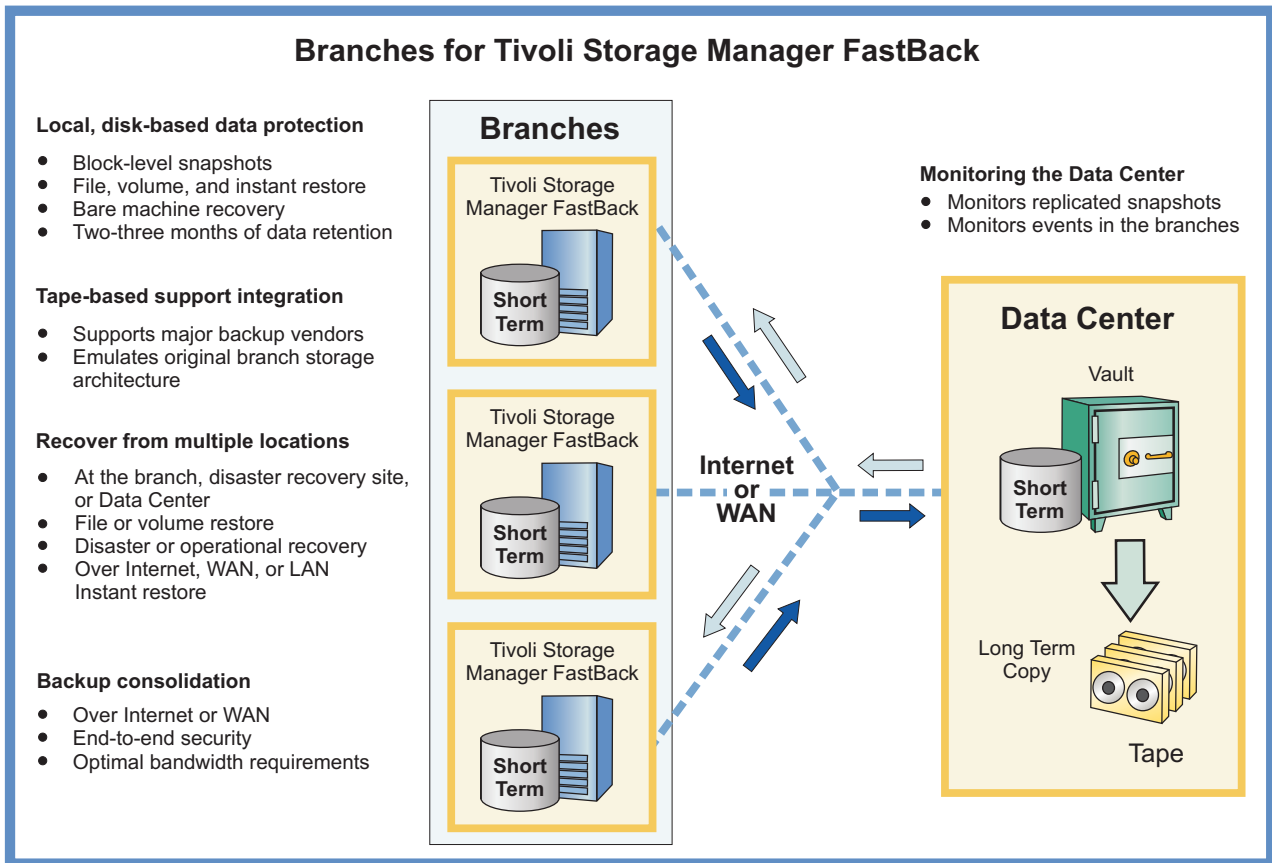 Branches for Tivoli Storage Manager FastBack
Local, disk-based data protection
● Block-level snapshots
● File, volume, and instant restore
● Bare machine recovery
● Two-three months of data retention
Tape-based support integration
● Supports major backup vendors
● Emulates original branch storage
architecture
Recover from multiple locations
● At the branch, disaster recovery site,
or Data Center
● File or volume restore
● Disaster or operational recovery
● Over Internet, WAN, or LAN
Instant restore
Backup consolidation
● Over Internet or WAN
● End-to-end security
● Optimal bandwidth requirements
Branches
Tivoli Storage
Manager FastBack
Short
Term
Tivoli Storage
Manager FastBack
Short
Term
Tivoli Storage
Manager FastBack
Short
Term
Internet
or
WAN
Monitoring the Data Center
● Monitors replicated snapshots
● Monitors events in the branches
Data Center
Vault
Short
Term
Long Term
Copy
Tape